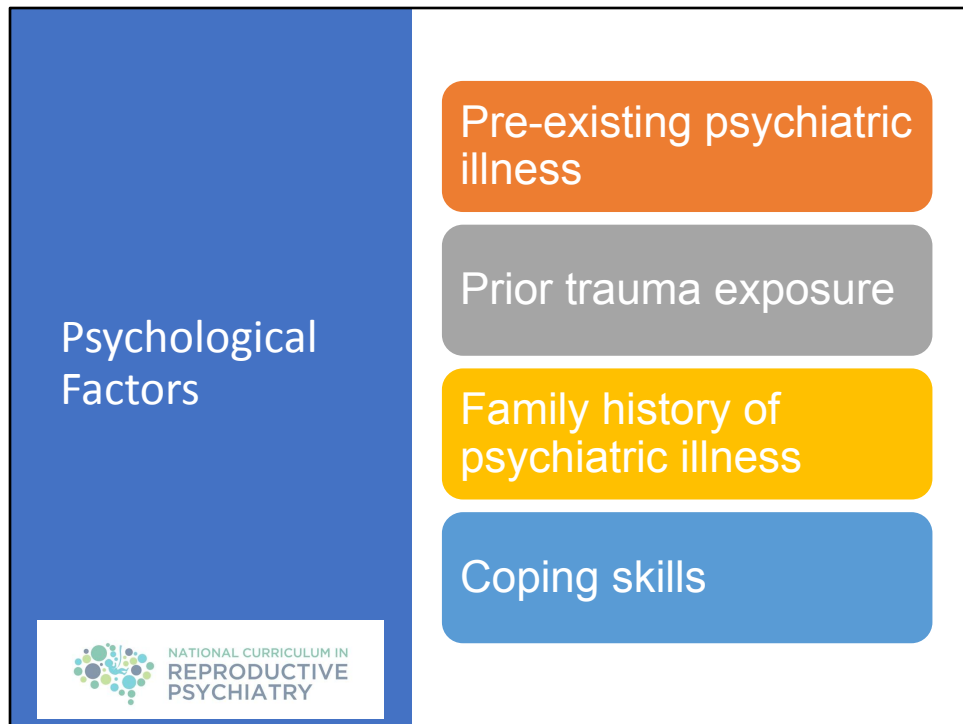 Psychological
Factors
Pre-existing psychiatric
illness
Prior trauma exposure
Family history of
psychiatric illness
Coping skills
NATIONAL CURRICULUM IN
REPRODUCTIVE
PSYCHIATRY